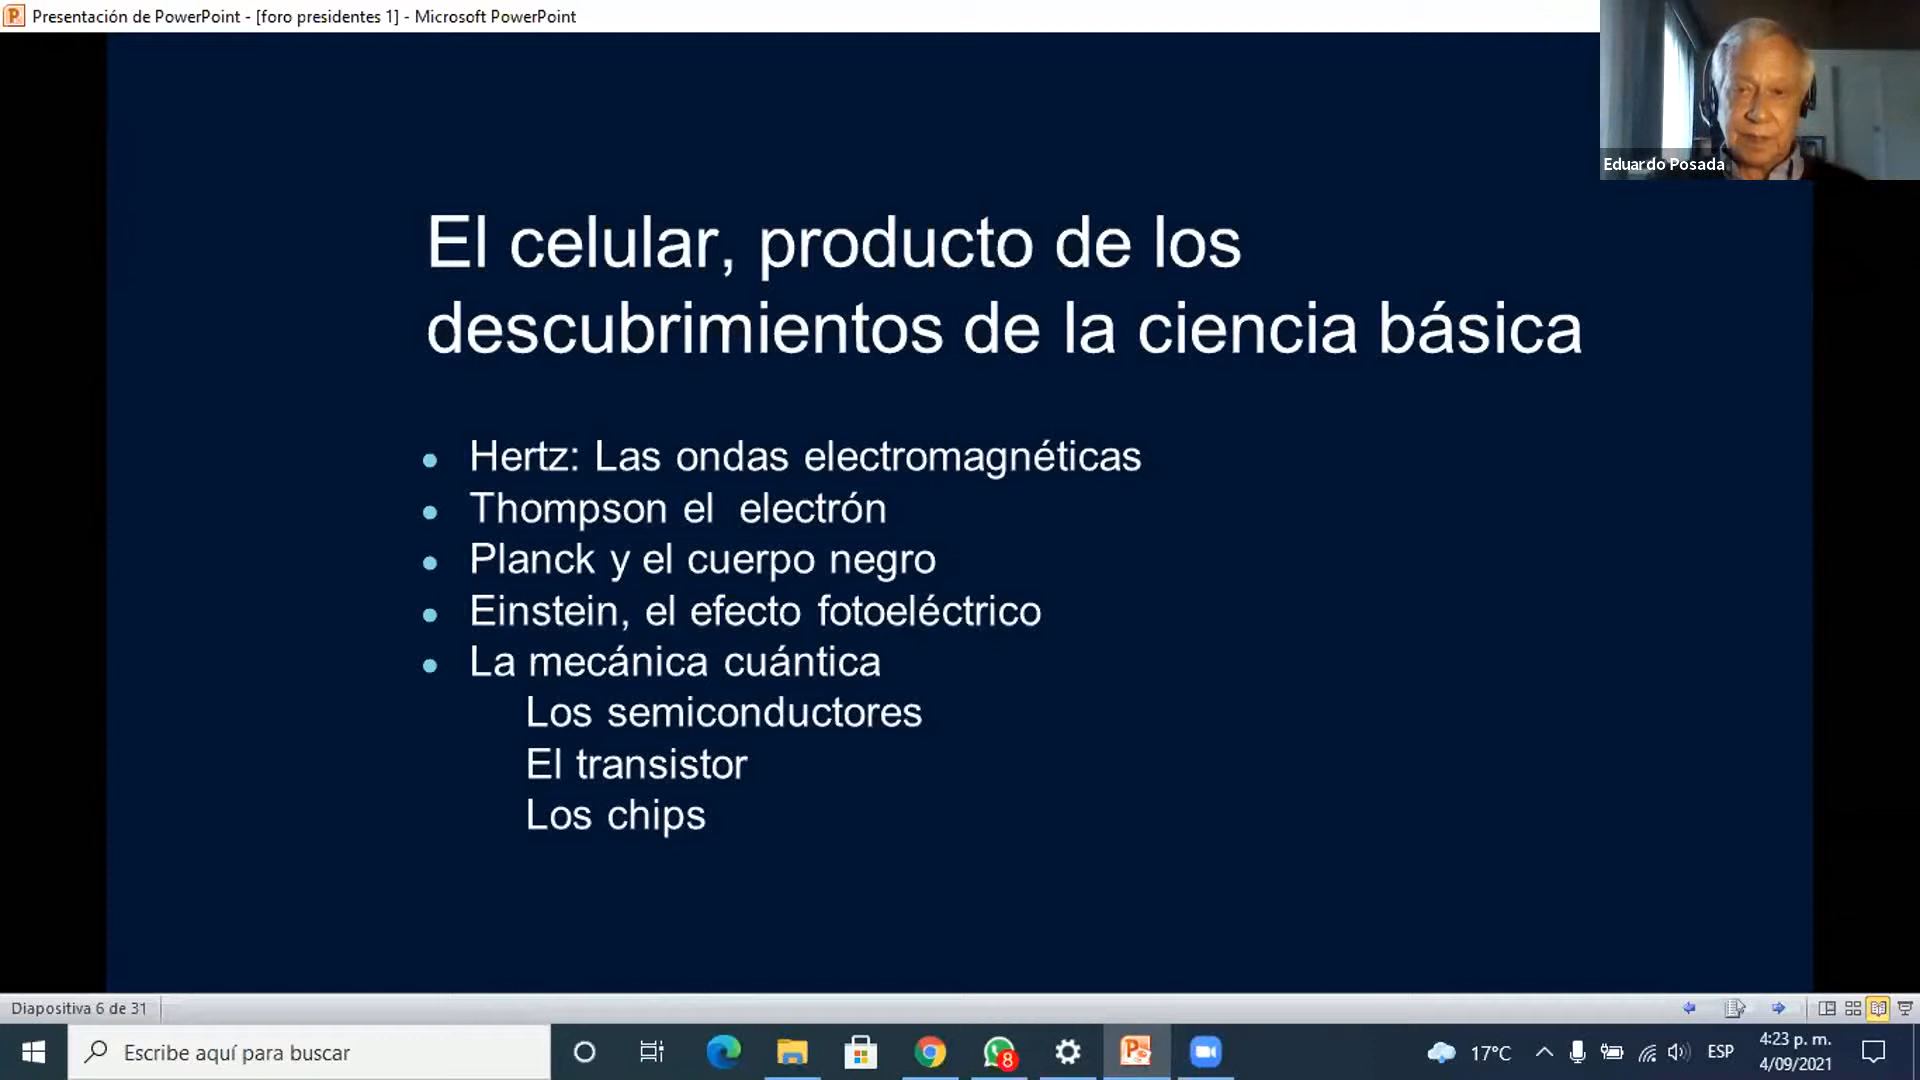 Presentación de PowerPoint - [foro presidentes 1] - Microsoft PowerPoint
Eduardo Posada
El celular, producto de los
descubrimientos de la ciencia básica
• Hertz: Las ondas electromagnéticas
• Thompson el  electrón
• Planck y el cuerpo negro
• Einstein, el efecto fotoeléctrico
• La mecánica cuántica
Los semiconductores
El transistor
Los chips
Diapositiva 6 de 31
Escribe aquí para buscar
8
17°C
ESP
4:23 p. m.
4/09/2021